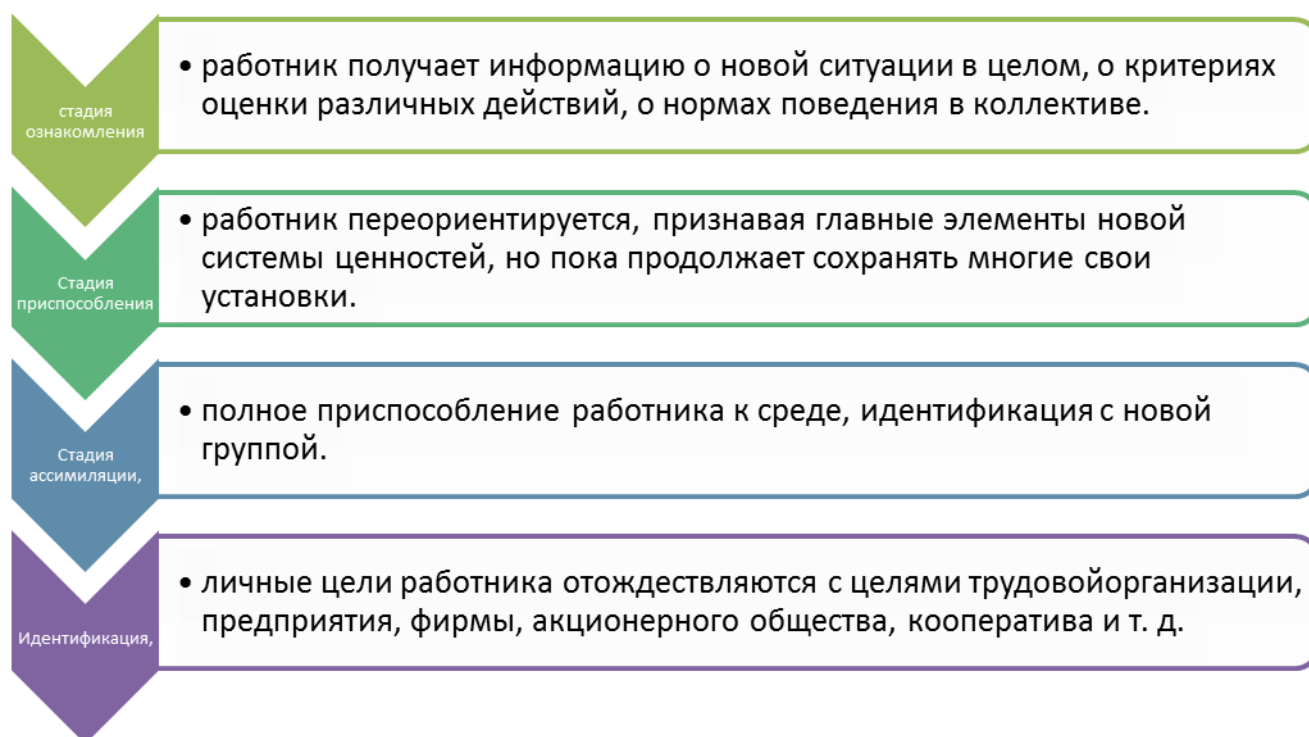 стадия
ознакомления
• работник получает информацию о новой ситуации в целом, о критериях
оценки различных действий, о нормах поведения в коллективе.
Стадия
приспособления
• работник переориентируется, признавая главные элементы новой
системы ценностей, но пока продолжает сохранять многие свои
установки.
Стадия
ассимиляции,
• полное приспособление работника к среде, идентификация с новой
группой.
Идентификация,
• личные цели работника отождествляются с целями трудовойорганизации,
предприятия, фирмы, акционерного общества, кооператива и т. д.